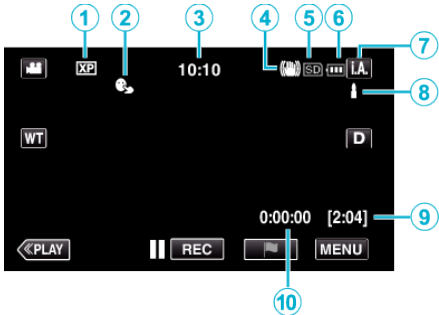 1 2 3 4 5 6 7
XP 10:10 SD I.A.
8
WT D
0:00:00 [2:04] 9
≪PLAY REC MENU
10